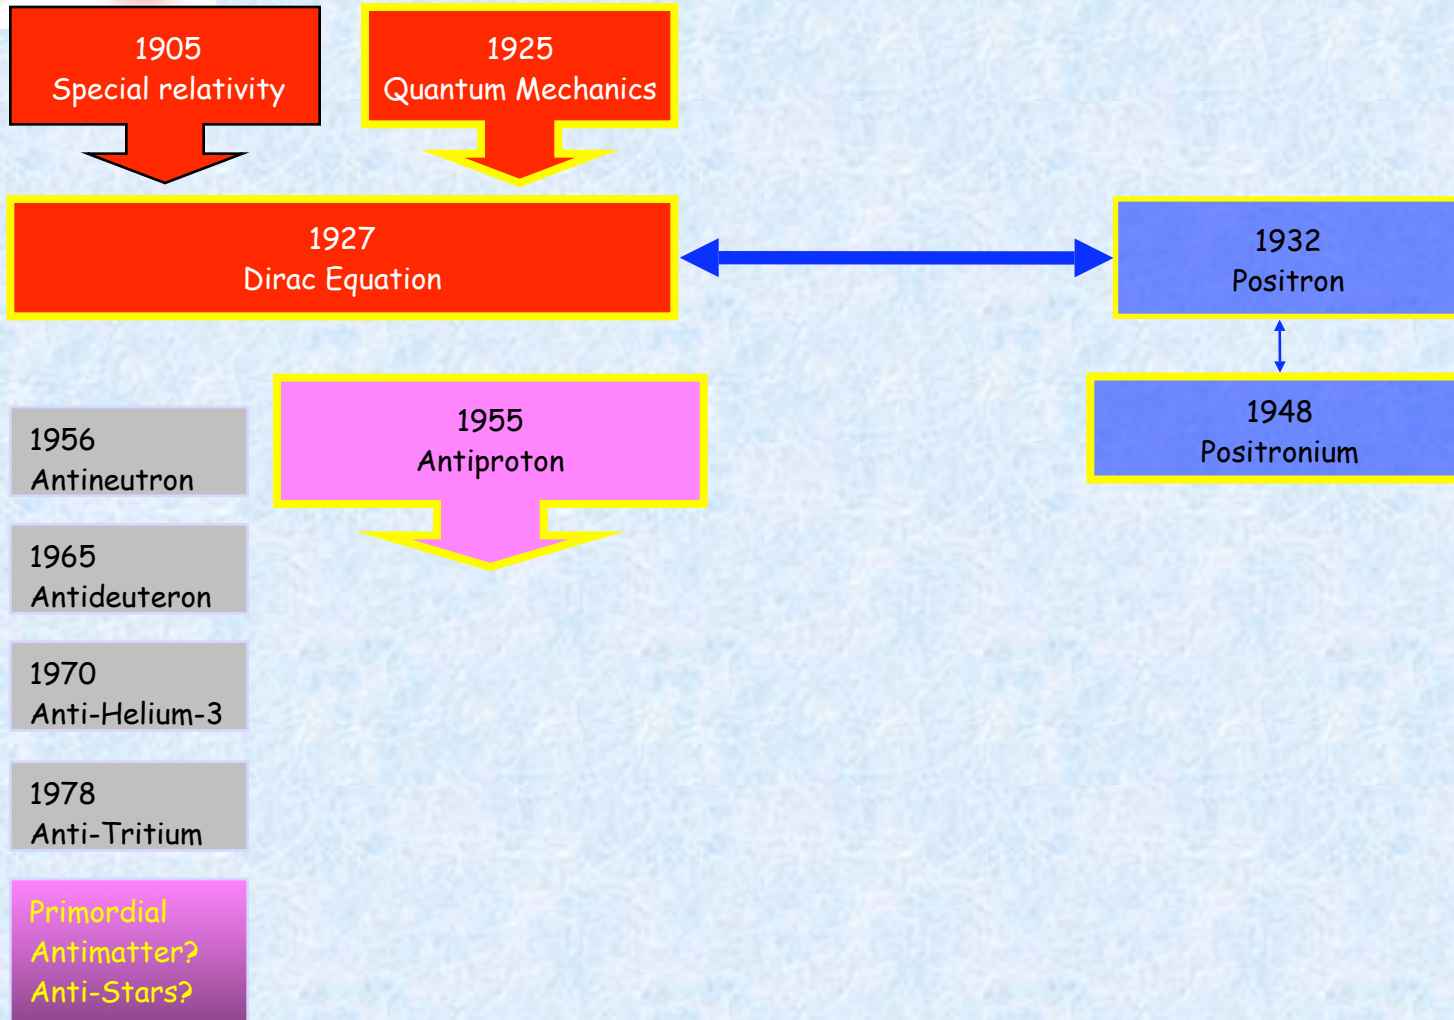 1905
Special relativity
1925
Quantum Mechanics
1927
Dirac Equation
1932
Positron
1948
Positronium
1955
Antiproton
1956
Antineutron
1965
Antideuteron
1970
Anti-Helium-3
1978
Anti-Tritium
Primordial
Antimatter?
Anti-Stars?